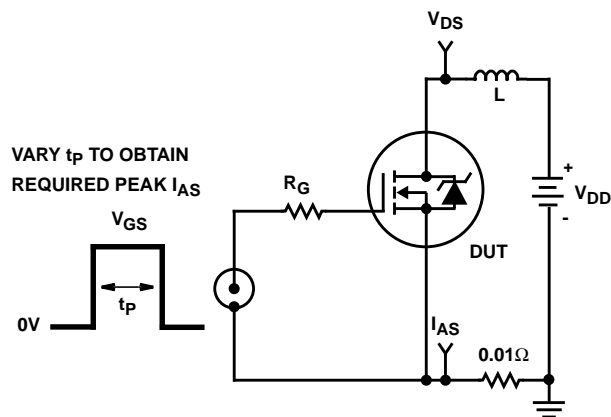 VDS
L
VARY tP TO OBTAIN
REQUIRED PEAK IAS
RG
+
VDD
-
VGS
DUT
tP
0V
IAS
0.01Ω